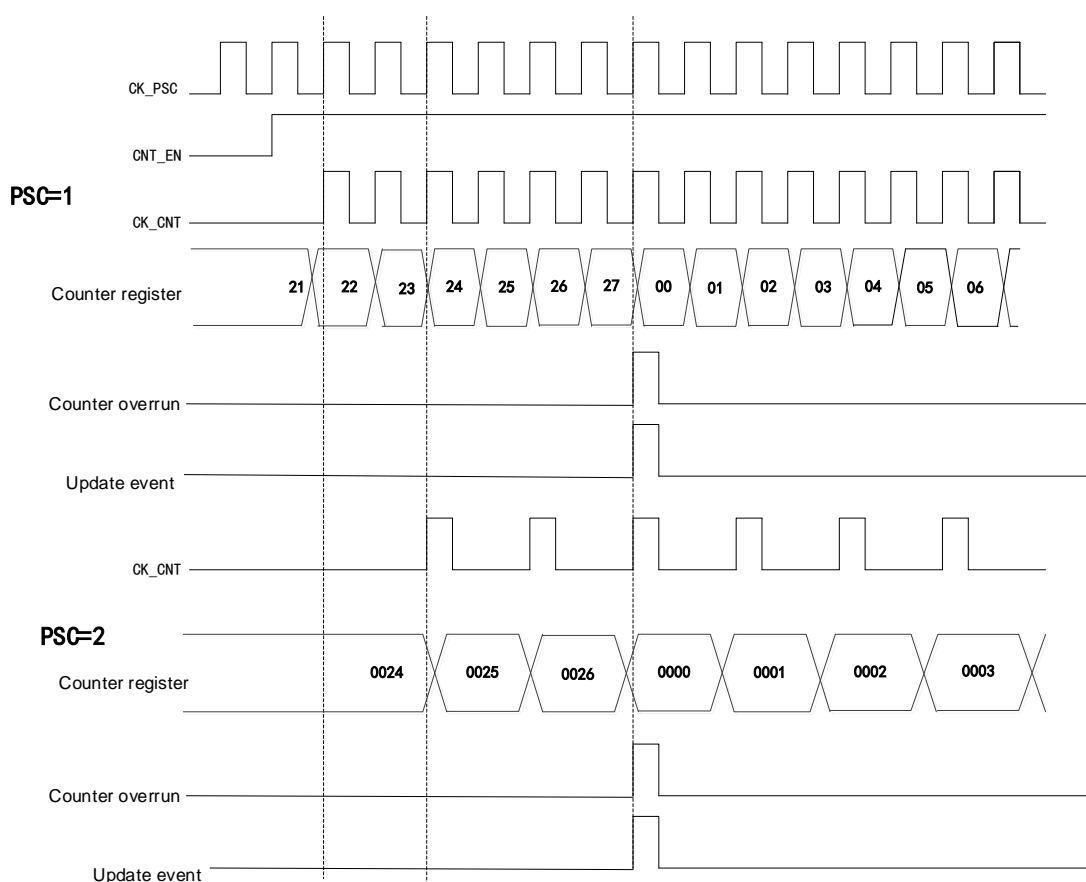 CK_PSC
CNT_EN
PSC=1
CK_CNT
Counter register 21 22 23 24 25 26 27 00 01 02 03 04 05 06
Counter overrun
Update event
CK_CNT
PSC=2
Counter register 0024 0025 0026 0000 0001 0002 0003
Counter overrun
Update event